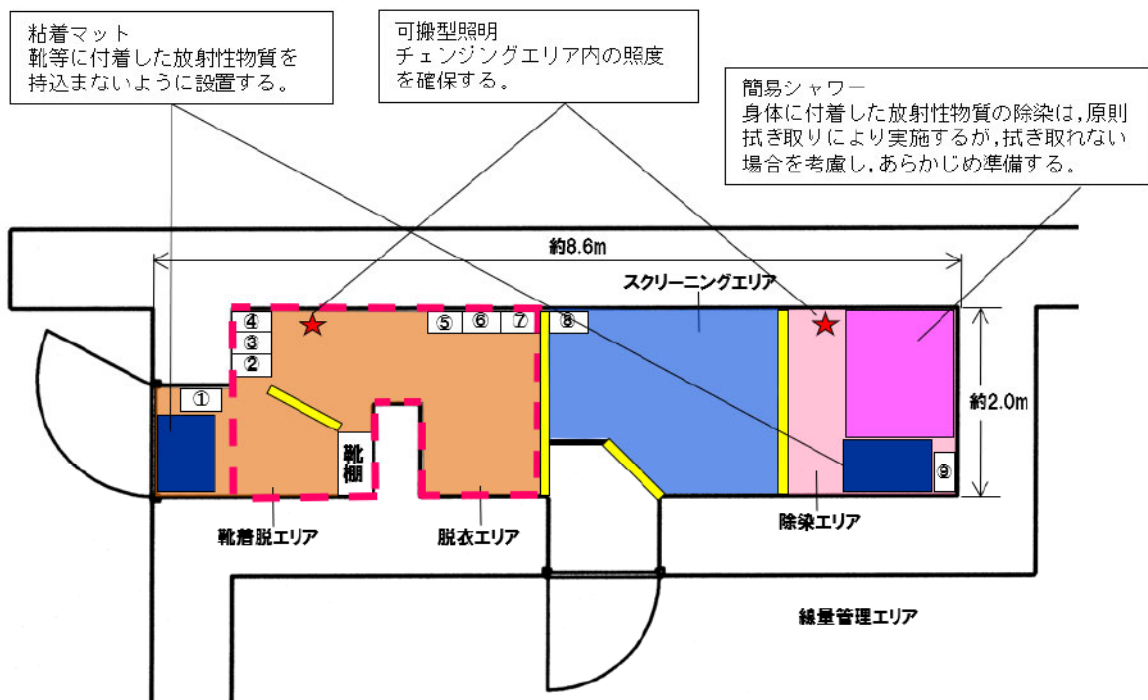 粘着マット
靴等に付着した放射性物質を
持込まないように設置する。
可搬型照明
チェンジングエリア内の照度
を確保する。
簡易シャワー
身体に付着した放射性物質の除染は,原則
拭き取りにより実施するが,拭き取れない
場合を考慮し,あらかじめ準備する。
約8.6m
スクリーニングエリア
④
③
②
①
⑤ ⑥ ⑦ ⑧
約2.0m
靴棚
⑨
靴着脱エリア
脱衣エリア
除染エリア
線量管理エリア